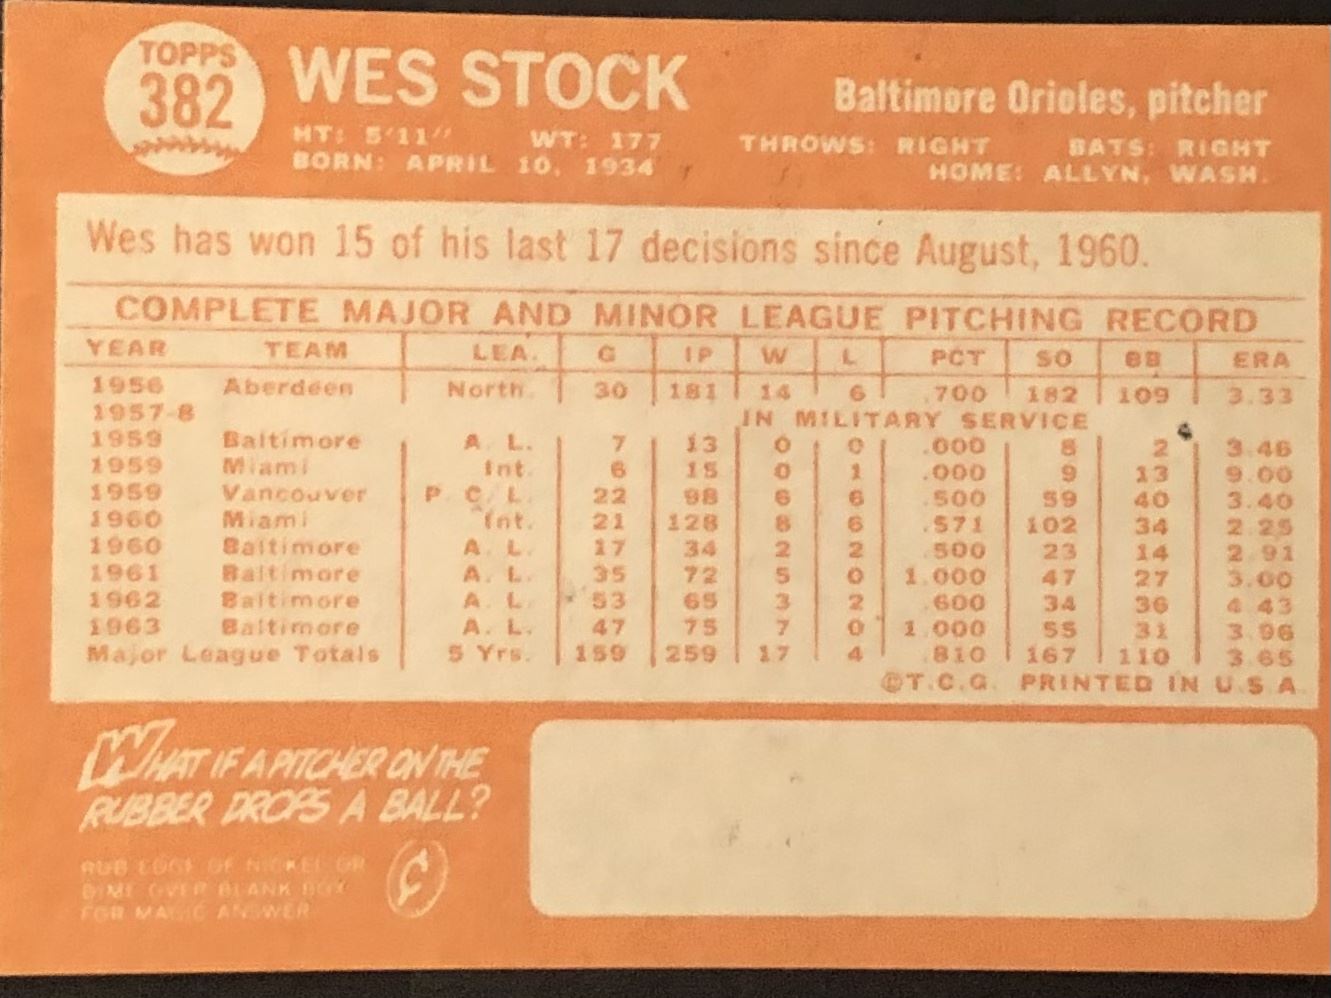 TOPPS
382
WES STOCK
Baltimore Orioles, pitcher
HT: 5'11" WT: 177 THROWS: RIGHT BATS: RIGHT
BORN: APRIL 10, 1934 HOME: ALLYN, WASH.
Wes has won 15 of his last 17 decisions since August, 1960.
COMPLETE MAJOR AND MINOR LEAGUE PITCHING RECORD
YEAR TEAM LEA. G IP W L PCT SO BB ERA
1956 Aberdeen North. 30 181 14 6 .700 182 109 3.33
1957-8 IN MILITARY SERVICE
1959 Baltimore A. L. 7 13 0 0 .000 8 2 3.46
1959 Miami Int. 6 15 0 1 .000 9 13 9.00
1959 Vancouver P. C. L. 22 98 6 6 .500 59 40 3.40
1960 Miami Int. 21 128 8 6 .571 102 34 2.25
1960 Baltimore A. L. 17 34 2 2 .500 23 14 2.91
1961 Baltimore A. L. 35 72 5 0 1.000 47 27 3.00
1962 Baltimore A. L. 53 65 3 2 .600 34 36 4.43
1963 Baltimore A. L. 47 75 7 0 1.000 55 31 3.96
Major League Totals 5 Yrs. 159 259 17 4 .810 167 110 3.65
©T.C.G. PRINTED IN U.S.A.
WHAT IF A PITCHER ON THE
RUBBER DROPS A BALL?
RUB EDGE OF NICKEL OR
DIME OVER BLANK BOX
FOR MAGIC ANSWER
¢